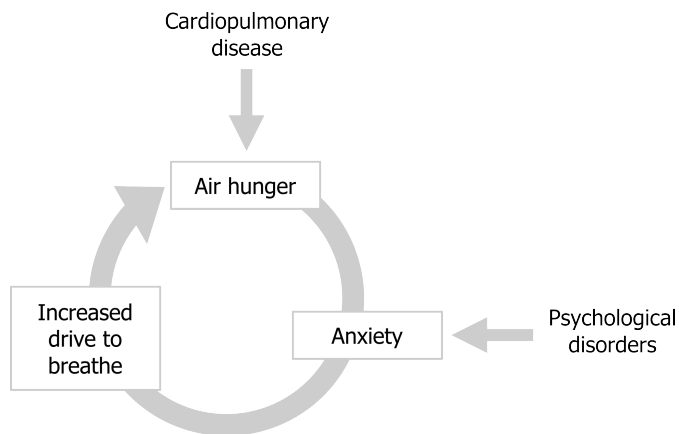 Cardiopulmonary
disease
Air hunger
Increased
drive to
breathe
Anxiety
Psychological
disorders